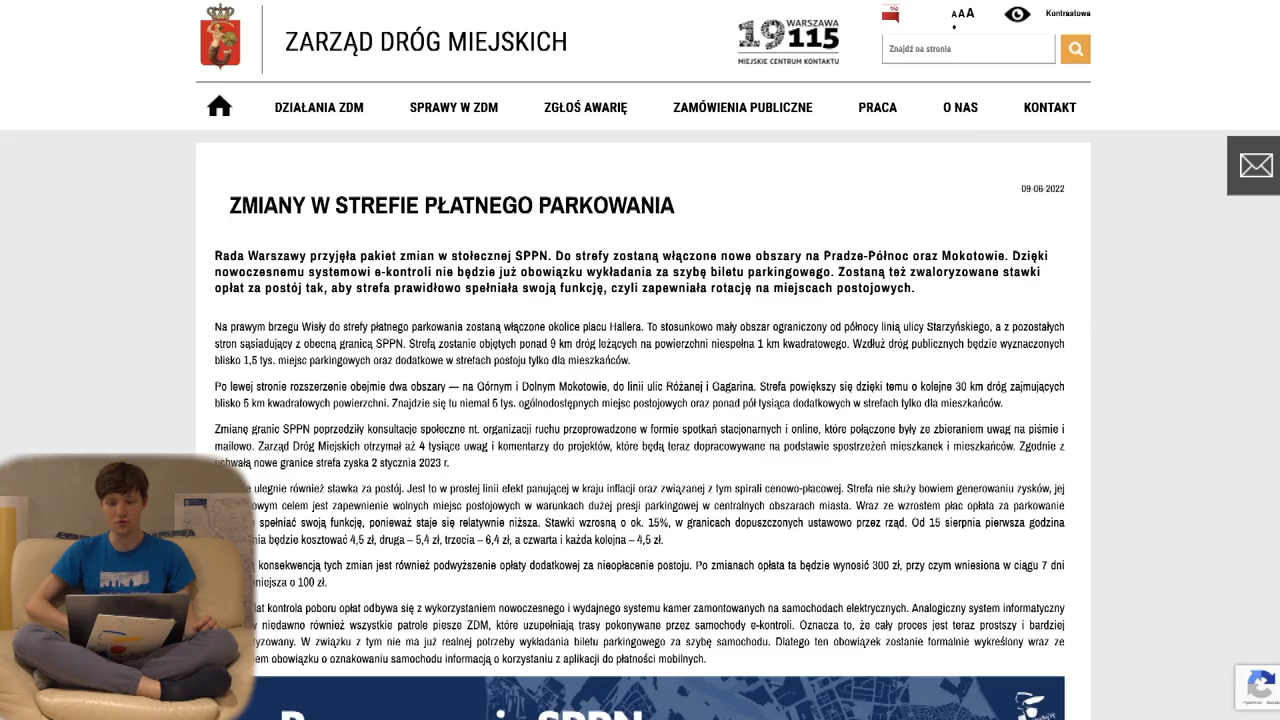 ZARZĄD DRÓG MIEJSKICH
19115 WARSZAWA
MIEJSKIE CENTRUM KONTAKTU
bip
A A A
Kontrastowa
Znajdź na stronie
DZIAŁANIA ZDM SPRAWY W ZDM ZGŁOŚ AWARIĘ ZAMÓWIENIA PUBLICZNE PRACA O NAS KONTAKT
09-06-2022
ZMIANY W STREFIE PŁATNEGO PARKOWANIA
Rada Warszawy przyjęła pakiet zmian w stołecznej SPPN. Do strefy zostaną włączone nowe obszary na Pradze-Północ oraz Mokotowie. Dzięki
nowoczesnemu systemowi e-kontroli nie będzie już obowiązku wykładania za szybę biletu parkingowego. Zostaną też zwaloryzowane stawki
opłat za postój tak, aby strefa prawidłowo spełniała swoją funkcję, czyli zapewniała rotację na miejscach postojowych.
Na prawym brzegu Wisły do strefy płatnego parkowania zostaną włączone okolice placu Hallera. To stosunkowo mały obszar ograniczony od północy linią ulicy Starzyńskiego, a z pozostałych
stron sąsiadujący z obecną granicą SPPN. Strefą zostanie objętych ponad 9 km dróg leżących na powierzchni niespełna 1 km kwadratowego. Wzdłuż dróg publicznych będzie wyznaczonych
blisko 1,5 tys. miejsc parkingowych oraz dodatkowe w strefach postoju tylko dla mieszkańców.
Po lewej stronie rozszerzenie obejmie dwa obszary — na Górnym i Dolnym Mokotowie, do linii ulic Różanej i Gagarina. Strefa powiększy się dzięki temu o kolejne 30 km dróg zajmujących
blisko 5 km kwadratowych powierzchni. Znajdzie się tu niemal 5 tys. ogólnodostępnych miejsc postojowych oraz ponad pół tysiąca dodatkowych w strefach tylko dla mieszkańców.
Zmianę granic SPPN poprzedziły konsultacje społeczne nt. organizacji ruchu przeprowadzone w formie spotkań stacjonarnych i online, które połączone były ze zbieraniem uwag na piśmie i
mailowo. Zarząd Dróg Miejskich otrzymał aż 4 tysiące uwag i komentarzy do projektów, które będą teraz dopracowywane na podstawie spostrzeżeń mieszkanek i mieszkańców. Zgodnie z
uchwałą nowe granice strefa zyska 2 stycznia 2023 r.
ulegnie również stawka za postój. Jest to w prostej linii efekt panującej w kraju inflacji oraz związanej z tym spirali cenowo-płacowej. Strefa nie służy bowiem generowaniu zysków, jej
owym celem jest zapewnienie wolnych miejsc postojowych w warunkach dużej presji parkingowej w centralnych obszarach miasta. Wraz ze wzrostem płac opłata za parkowanie
spełniać swoją funkcję, ponieważ staje się relatywnie niższa. Stawki wzrosną o ok. 15%, w granicach dopuszczonych ustawowo przez rząd. Od 15 sierpnia pierwsza godzina
nia będzie kosztować 4,5 zł, druga – 5,4 zł, trzecia – 6,4 zł, a czwarta i każda kolejna – 4,5 zł.
konsekwencją tych zmian jest również podwyższenie opłaty dodatkowej za nieopłacenie postoju. Po zmianach opłata ta będzie wynosić 300 zł, przy czym wniesiona w ciągu 7 dni
niejsza o 100 zł.
lat kontrola poboru opłat odbywa się z wykorzystaniem nowoczesnego i wydajnego systemu kamer zamontowanych na samochodach elektrycznych. Analogiczny system informatyczny
niedawno również wszystkie patrole piesze ZDM, które uzupełniają trasy pokonywane przez samochody e-kontroli. Oznacza to, że cały proces jest teraz prostszy i bardziej
yzowany. W związku z tym nie ma już realnej potrzeby wykładania biletu parkingowego za szybę samochodu. Dlatego ten obowiązek zostanie formalnie wykreślony wraz ze
em obowiązku o oznakowaniu samochodu informacją o korzystaniu z aplikacji do płatności mobilnych.